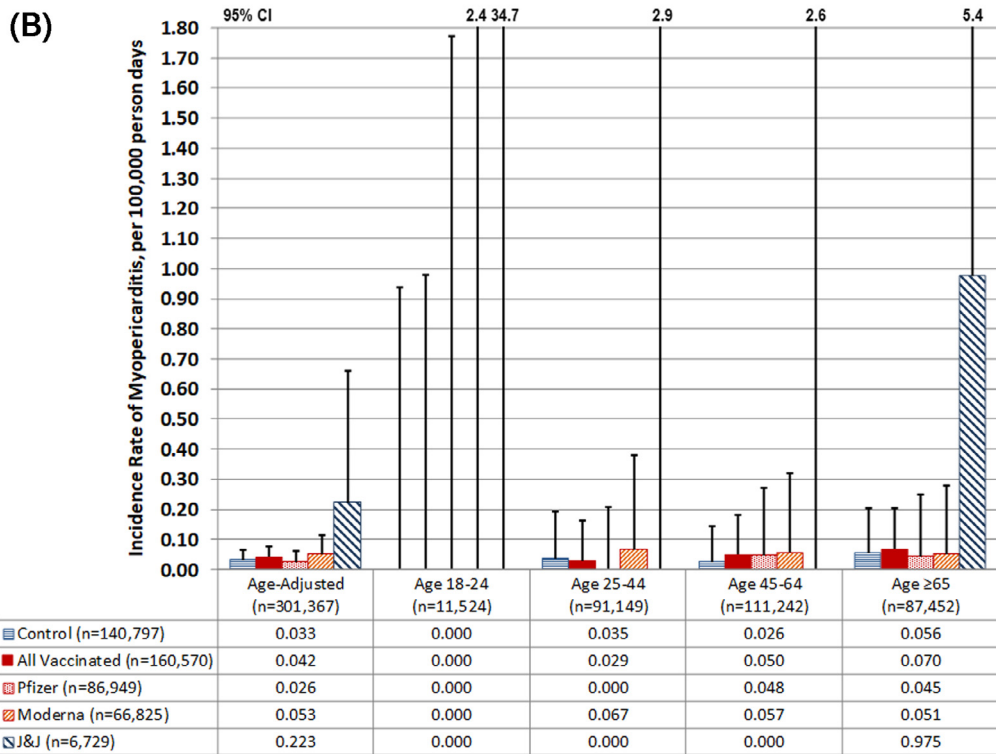 (B)
95% CI 2.4 34.7 2.9 2.6 5.4
Incidence Rate of Myopericarditis, per 100,000 person days
1.80
1.70
1.60
1.50
1.40
1.30
1.20
1.10
1.00
0.90
0.80
0.70
0.60
0.50
0.40
0.30
0.20
0.10
0.00
Age-Adjusted Age 18-24 Age 25-44 Age 45-64 Age ≥65
(n=301,367) (n=11,524) (n=91,149) (n=111,242) (n=87,452)
Control (n=140,797) 0.033 0.000 0.035 0.026 0.056
All Vaccinated (n=160,570) 0.042 0.000 0.029 0.050 0.070
Pfizer (n=86,949) 0.026 0.000 0.000 0.048 0.045
Moderna (n=66,825) 0.053 0.000 0.067 0.057 0.051
J&J (n=6,729) 0.223 0.000 0.000 0.000 0.975